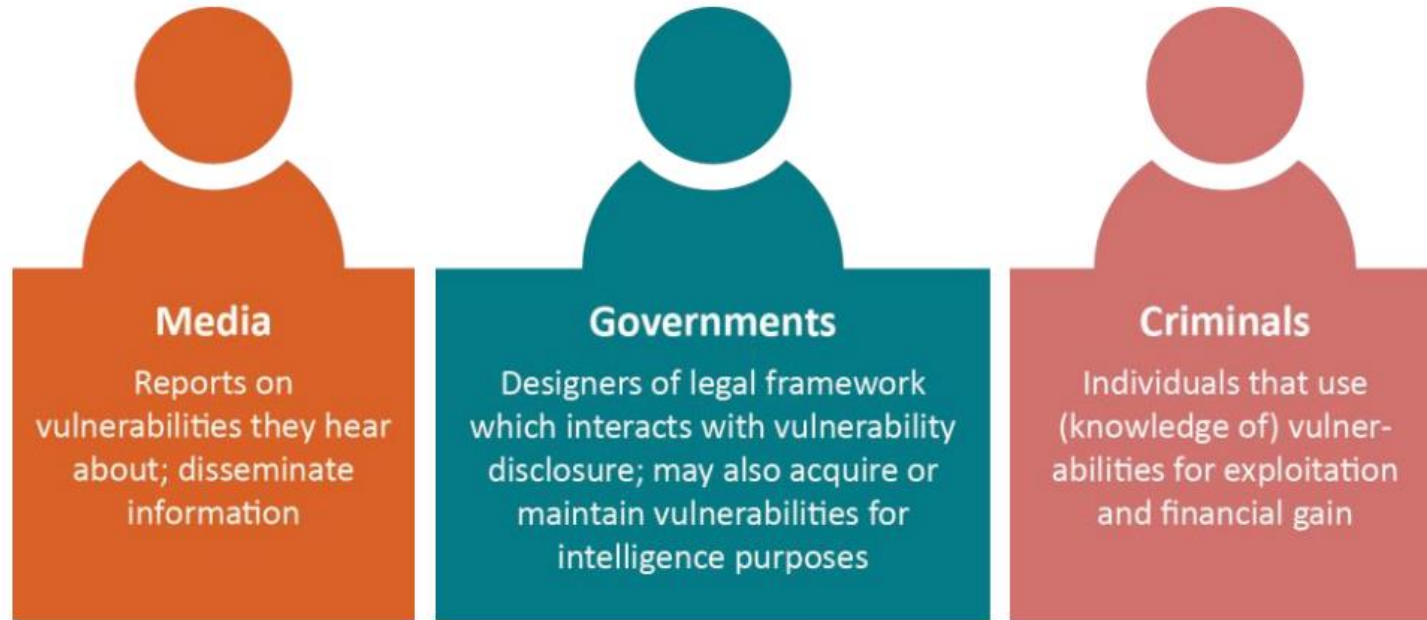 Media
Reports on
vulnerabilities they hear
about; disseminate
information
Governments
Designers of legal framework
which interacts with vulnerability
disclosure; may also acquire or
maintain vulnerabilities for
intelligence purposes
Criminals
Individuals that use
(knowledge of) vulner-
abilities for exploitation
and financial gain